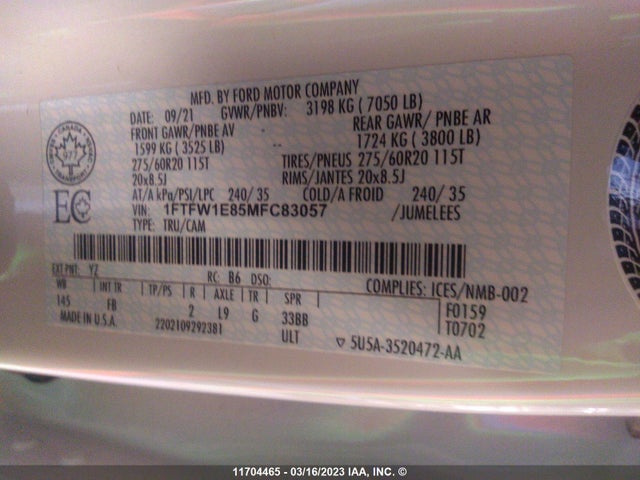 MFD. BY FORD MOTOR COMPANY
DATE: 09/21 GVWR/PNBV: 3198 KG ( 7050 LB)
FRONT GAWR/PNBE AV REAR GAWR/ PNBE AR
1599 KG ( 3525 LB) 1724 KG ( 3800 LB)
275/60R20 115T TIRES/PNEUS 275/60R20 115T
20x8.5J RIMS/JANTES 20x8.5J
AT/A kPa/PSI/LPC 240/ 35 COLD/A FROID 240/ 35
VIN: 1FTFW1E85MFC83057 /JUMELEES
TYPE: TRU/CAM
CANADA
977
TRANSPORT
EC
EXT PNT: YZ RC: B6 DSO: COMPLIES: ICES/NMB-002
WB INT TR TP/PS R AXLE TR SPR F0159
145 FB 2 L9 G 33BB T0702
MADE IN U.S.A. 2202109292381 ULT ▽ 5U5A-3520472-AA
11704465 - 03/16/2023 IAA, INC. ©